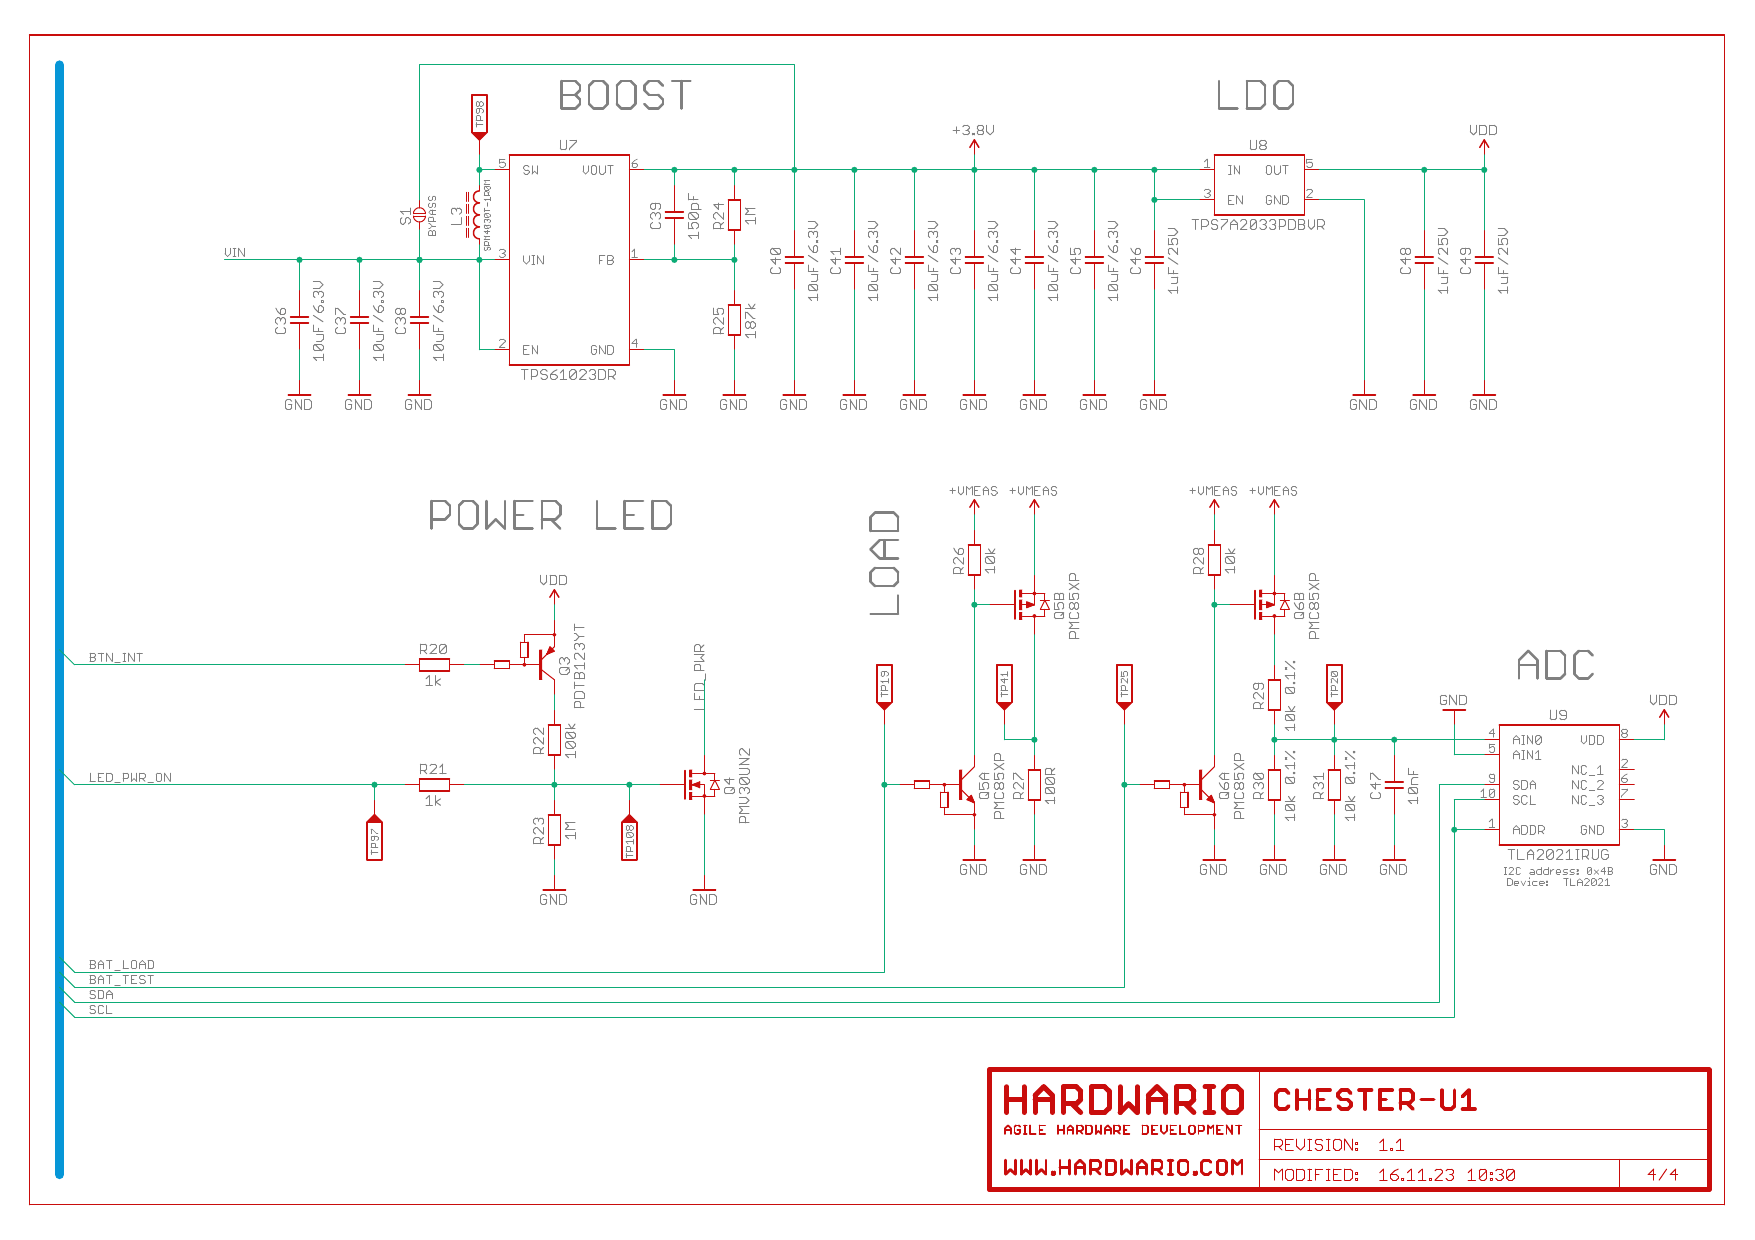 BOOST
LDO
TP98
U7
+3.8V
U8
VDD
5 SW VOUT 6
1 IN OUT 5
3 EN GND 2
TPS7A2033PDBVR
S1
BYPASS
L3
SPM4030T-1R0M
C39
150pF
R24
1M
VIN
3 VIN FB 1
C40
10uF/6.3V
C41
10uF/6.3V
C42
10uF/6.3V
C43
10uF/6.3V
C44
10uF/6.3V
C45
10uF/6.3V
C46
1uF/25V
C48
1uF/25V
C49
1uF/25V
C36
10uF/6.3V
C37
10uF/6.3V
C38
10uF/6.3V
R25
187k
2 EN GND 4
TPS61023DR
GND GND GND GND GND GND GND GND GND GND GND GND GND GND GND
POWER LED
LOAD
+VMEAS +VMEAS +VMEAS +VMEAS
R26
10k
Q5B
PMC85XP
R28
10k
Q6B
PMC85XP
VDD
BTN_INT
R20
1k
Q3
PDTB123YT
LED_PWR
TP19
TP41
TP25
R29
10k 0.1%
TP20
ADC
GND
U9
VDD
R22
100k
4 AIN0 VDD 8
5 AIN1
NC_1 2
9 SDA NC_2 6
10 SCL NC_3 7
1 ADDR GND 3
TLA2021IRUG
I2C address: 0x4B
Device: TLA2021
GND
LED_PWR_ON
R21
1k
Q4
PMV30UN2
TP97
R23
1M
TP108
GND GND
Q5A
PMC85XP
R27
100R
Q6A
PMC85XP
R30
10k 0.1%
R31
10k 0.1%
C47
10nF
GND GND GND GND GND GND
BAT_LOAD
BAT_TEST
SDA
SCL
HARDWARIO
AGILE HARDWARE DEVELOPMENT
WWW.HARDWARIO.COM
CHESTER-U1
REVISION: 1.1
MODIFIED: 16.11.23 10:30
4/4